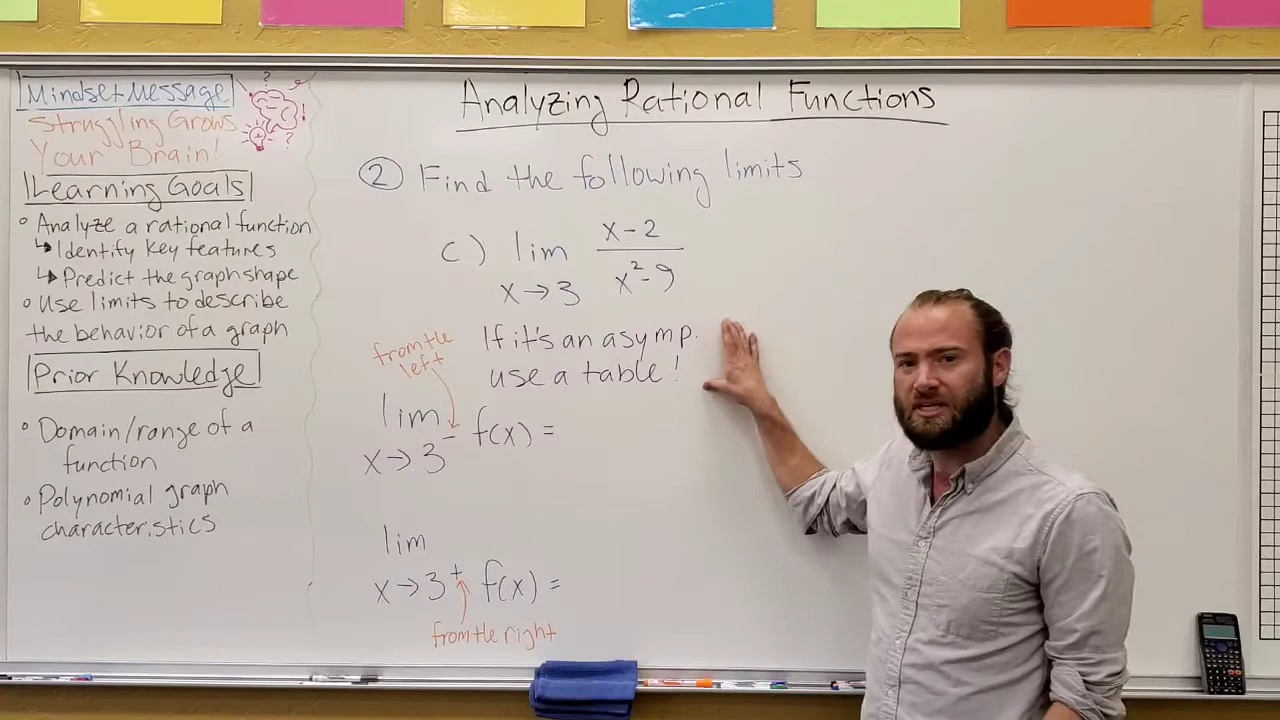 Mindset Message
Struggling Grows
Your Brain!
Learning Goals
Analyze a rational function
↳ Identify key features
↳ Predict the graph shape
Use limits to describe
the behavior of a graph
Prior Knowledge
Domain/range of a
function
Polynomial graph
characteristics
Analyzing Rational Functions
② Find the following limits
c) lim x-2
x→3 x²-9
If it's an asymp.
use a table!
from the
left
lim
x→3⁻ f(x) =
lim
x→3⁺ f(x) =
from the right